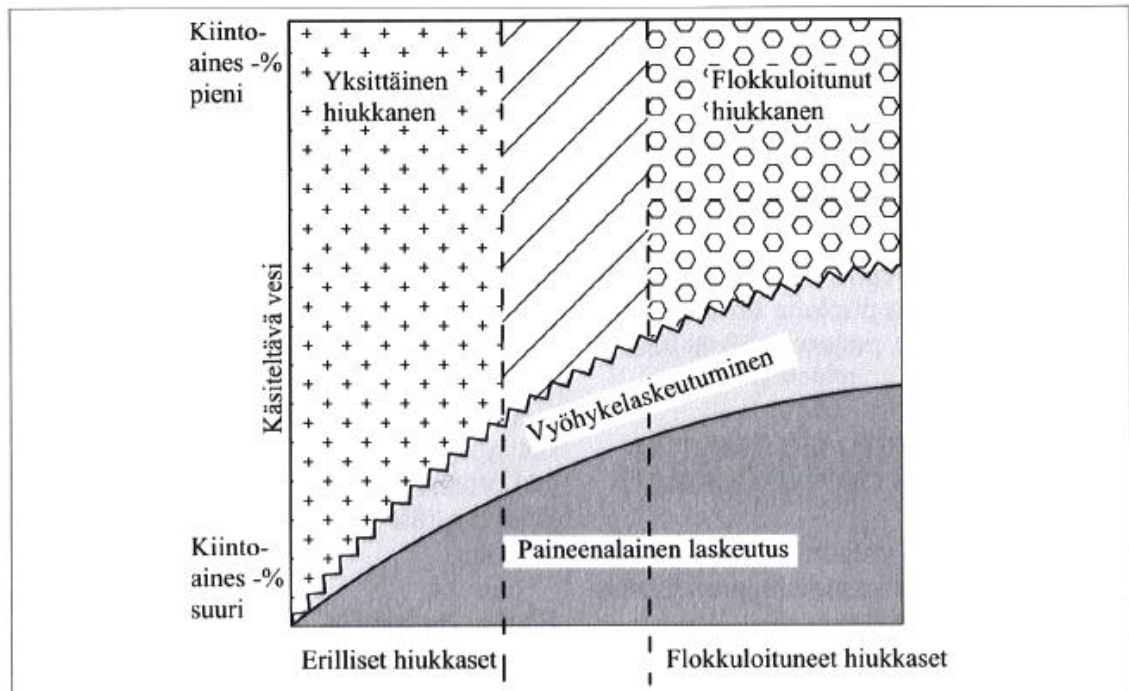 Kiinto-
aines -%
pieni
Yksittäinen
hiukkanen
Flokkuloitunut
hiukkanen
Käsiteltävä vesi
Vyöhykelaskeutuminen
Paineenalainen laskeutus
Kiinto-
aines -%
suuri
Erilliset hiukkaset
Flokkuloituneet hiukkaset